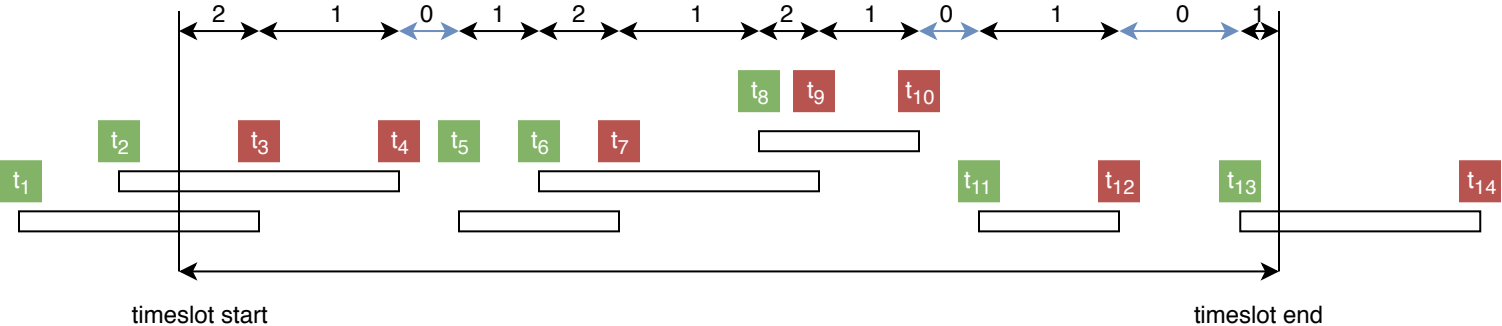 2 1 0 1 2 1 2 1 0 1 0 1
t8 t9 t10
t2 t3 t4 t5 t6 t7
t1 t11 t12 t13 t14
timeslot start timeslot end